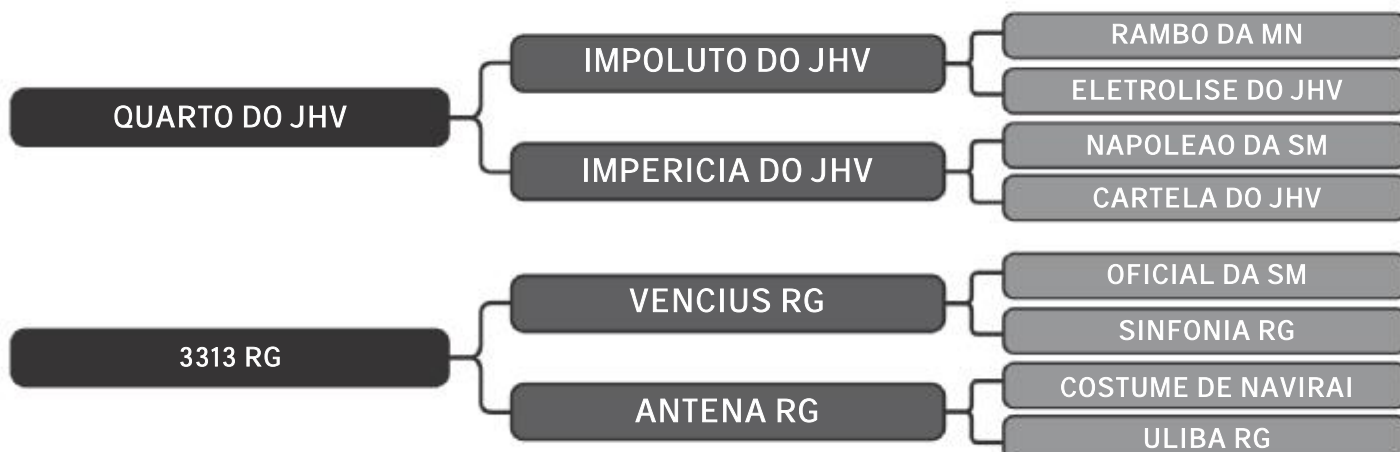 QUARTO DO JHV
IMPOLUTO DO JHV
RAMBO DA MN
ELETROLISE DO JHV
IMPERICIA DO JHV
NAPOLEAO DA SM
CARTELA DO JHV
3313 RG
VENCIUS RG
OFICIAL DA SM
SINFONIA RG
ANTENA RG
COSTUME DE NAVIRAI
ULIBA RG